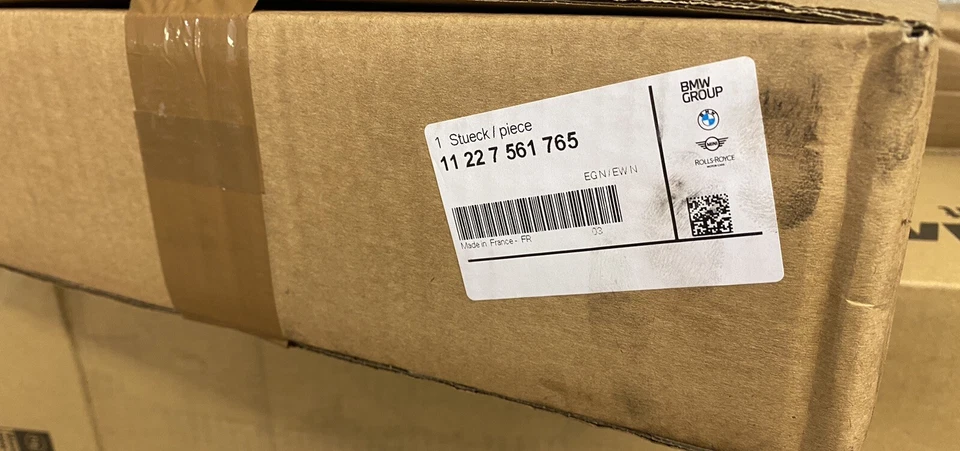 1 Stueck / piece
11 22 7 561 765
EG N / EW N
Made in France - FR
03
BMW
GROUP
MINI
ROLLS-ROYCE